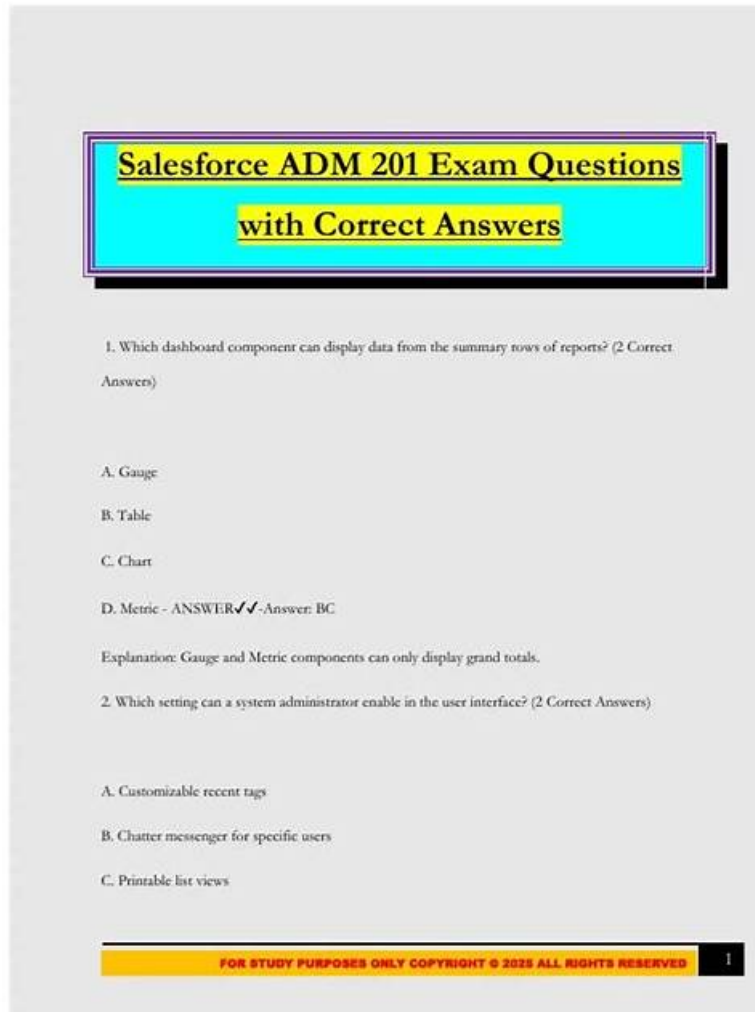 Salesforce ADM 201 Exam Questions
with Correct Answers
1. Which dashboard component can display data from the summary rows of reports? (2 Correct
Answers)
A. Gauge
B. Table
C. Chart
D. Metric - ANSWER✓✓-Answer: BC
Explanation: Gauge and Metric components can only display grand totals.
2. Which setting can a system administrator enable in the user interface? (2 Correct Answers)
A. Customizable recent tags
B. Chatter messenger for specific users
C. Printable list views
FOR STUDY PURPOSES ONLY COPYRIGHT © 2025 ALL RIGHTS RESERVED
1